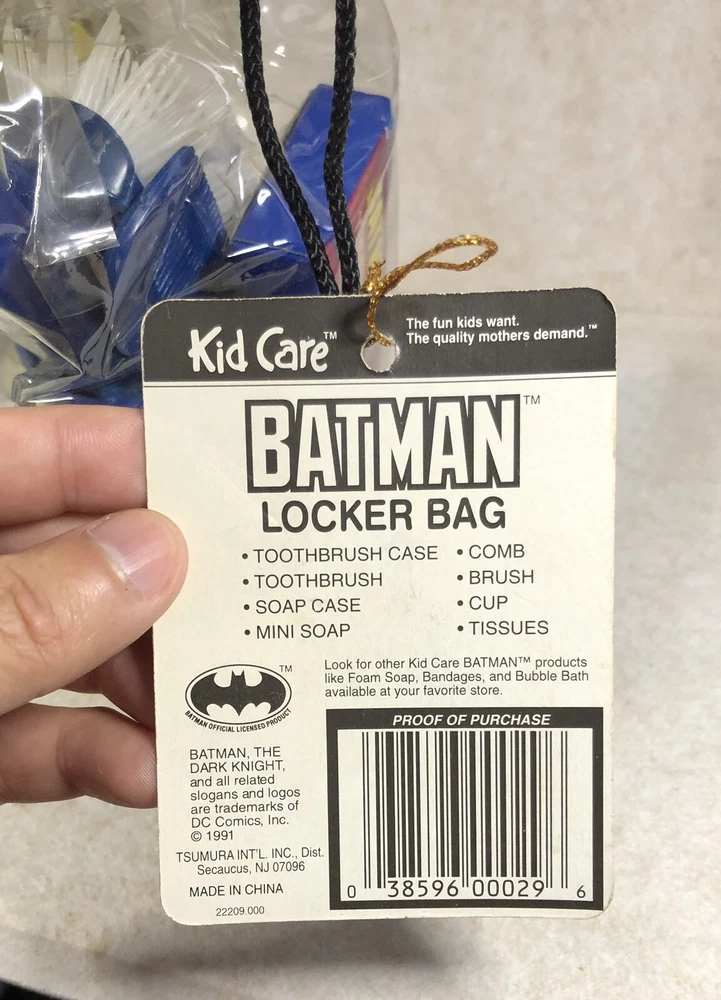 Kid Care™
The fun kids want.
The quality mothers demand.™
BATMAN™
LOCKER BAG
• TOOTHBRUSH CASE
• TOOTHBRUSH
• SOAP CASE
• MINI SOAP
• COMB
• BRUSH
• CUP
• TISSUES
Look for other Kid Care BATMAN™ products
like Foam Soap, Bandages, and Bubble Bath
available at your favorite store.
TM
BATMAN OFFICIAL LICENSED PRODUCT
BATMAN, THE
DARK KNIGHT,
and all related
slogans and logos
are trademarks of
DC Comics, Inc.
© 1991
TSUMURA INT'L. INC., Dist.
Secaucus, NJ 07096
MADE IN CHINA
22209.000
PROOF OF PURCHASE
0 38596 00029 6